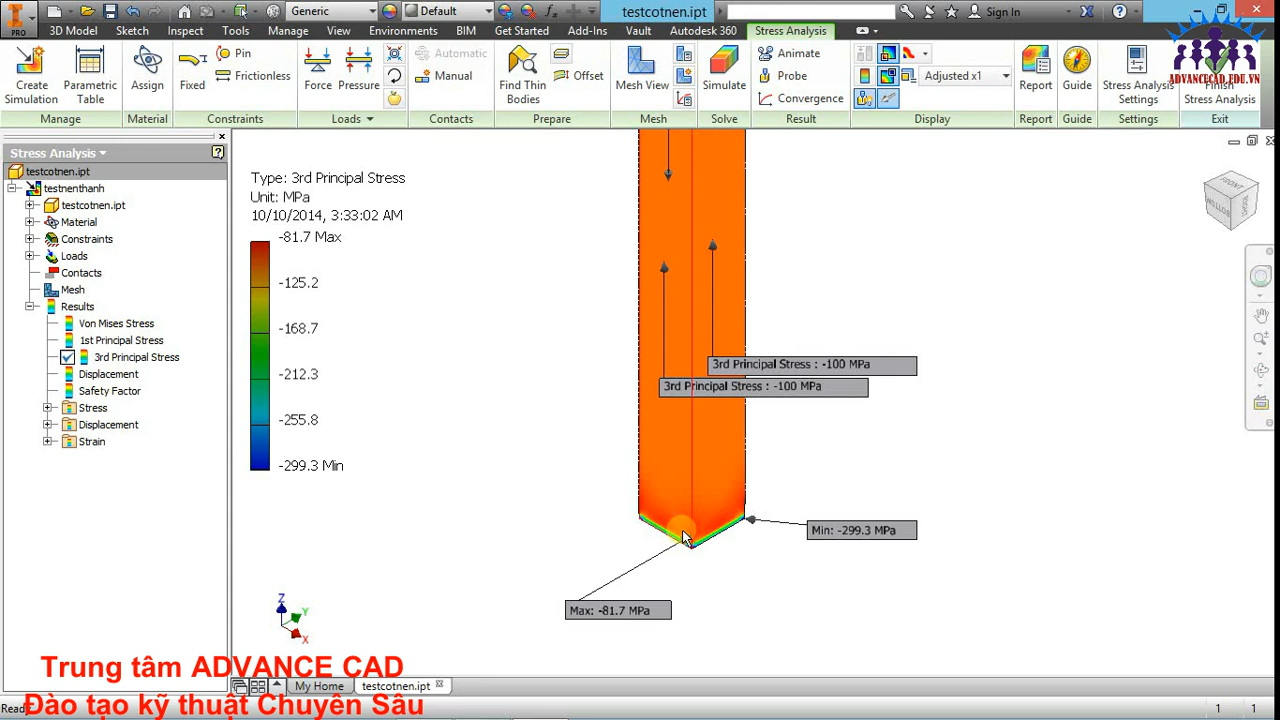 PRO
Generic
Default
testcotnen.ipt
Sign In
ADVANCECAD.EDU.VN
3D Model
Sketch
Inspect
Tools
Manage
View
Environments
BIM
Get Started
Add-Ins
Vault
Autodesk 360
Stress Analysis
Create Simulation
Parametric Table
Assign
Fixed
Pin
Frictionless
Force
Pressure
Automatic
Manual
Find Thin Bodies
Offset
Mesh View
Simulate
Animate
Probe
Convergence
Adjusted x1
Report
Guide
Stress Analysis Settings
Finish Stress Analysis
Manage
Material
Constraints
Loads
Contacts
Prepare
Mesh
Solve
Result
Display
Report
Guide
Settings
Exit
Stress Analysis
testcotnen.ipt
testnenthanh
testcotnen.ipt
Material
Constraints
Loads
Contacts
Mesh
Results
Von Mises Stress
1st Principal Stress
3rd Principal Stress
Displacement
Safety Factor
Stress
Displacement
Strain
Type: 3rd Principal Stress
Unit: MPa
10/10/2014, 3:33:02 AM
-81.7 Max
-125.2
-168.7
-212.3
-255.8
-299.3 Min
3rd Principal Stress : -100 MPa
3rd Principal Stress : -100 MPa
Min: -299.3 MPa
Max: -81.7 MPa
FRONT
BOTTOM
Z
Y
X
Trung tâm ADVANCE CAD
Đào tạo kỹ thuật Chuyên Sâu
My Home
testcotnen.ipt
Ready
1
1